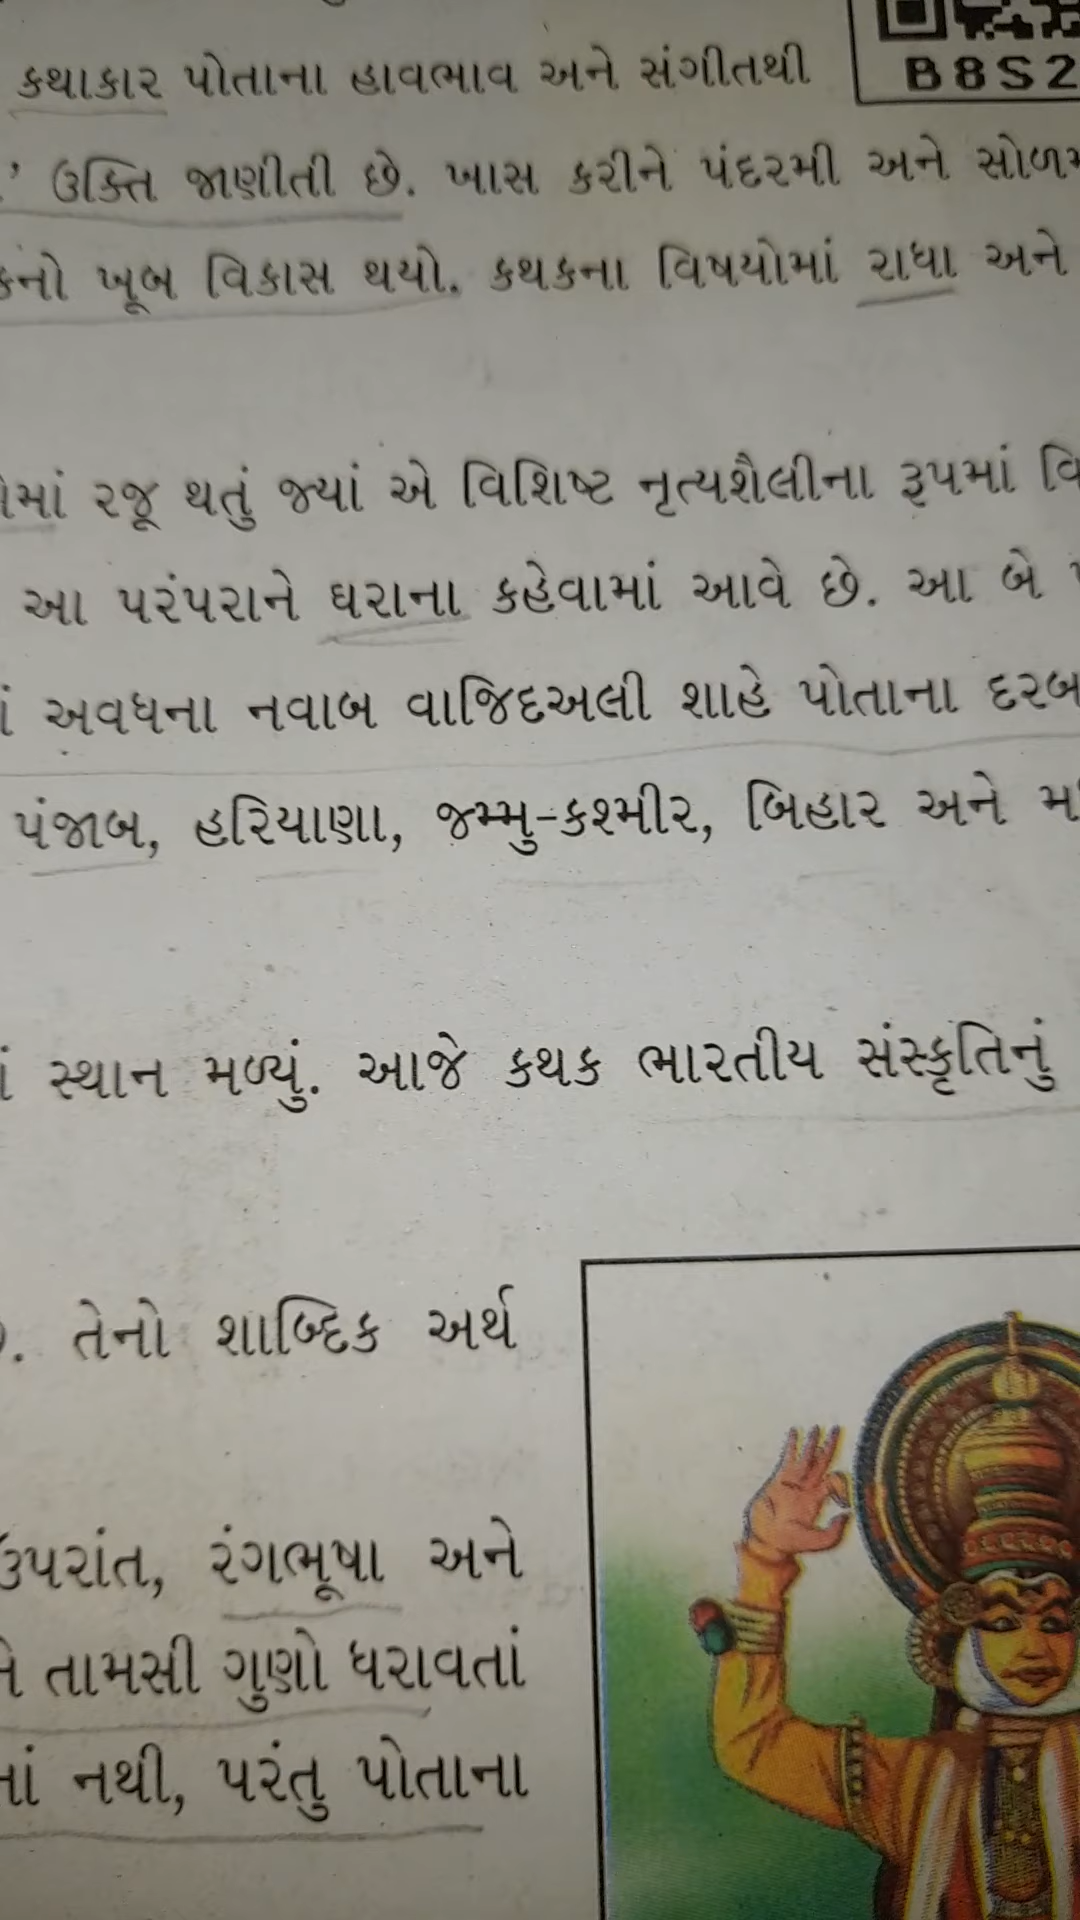 કથાકાર પોતાના હાવભાવ અને સંગીતથી
B8S2
ઉક્તિ જાણીતી છે. ખાસ કરીને પંદરમી અને
ખૂબ વિકાસ થયો. કથકના વિષયોમાં રાધા અને
રજૂ થતું જ્યાં એ વિશિષ્ટ નૃત્યશૈલીના રૂપમાં
આ પરંપરાને ઘરાના કહેવામાં આવે છે. આ બે
અવધના નવાબ વાજિદઅલી શાહે પોતાના
પંજાબ, હરિયાણા, જમ્મુ-કશ્મીર, બિહાર અને
સ્થાન મળ્યું. આજે કથક ભારતીય સંસ્કૃતિનું
તેનો શાબ્દિક અર્થ
ઉપરાંત, રંગભૂષા અને
તામસી ગુણો ધરાવતાં
નથી, પરંતુ પોતાના